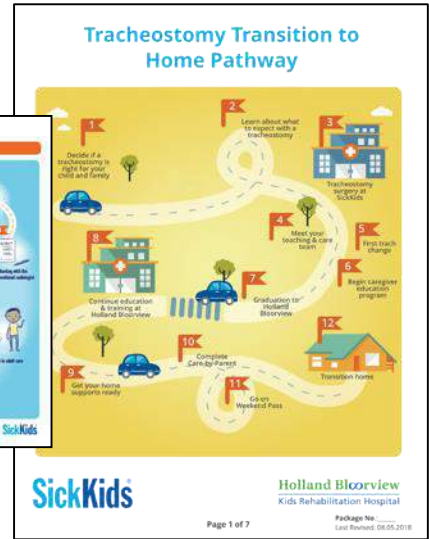 Tracheostomy Transition to
Home Pathway
1
Decide if a
tracheostomy is
right for your
child and family
2
Learn about what
to expect with a
tracheostomy
3
Tracheostomy
surgery at
SickKids
4
Meet your
teaching & care
team
5
First trach
change
6
Begin caregiver
education
program
7
Graduation to
Holland
Bloorview
8
Continue education
& training at
Holland Bloorview
9
Get your home
supports ready
10
Complete
Care-by-Parent
11
Go on
Weekend Pass
12
Transition home
SickKids
SickKids
Holland Bloorview
Kids Rehabilitation Hospital
Page 1 of 7
Package No.:_____
Last Revised: 08.05.2018